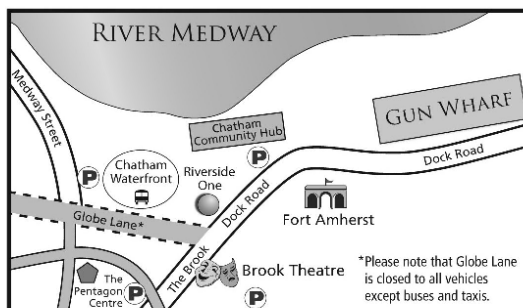 RIVER MEDWAY
Medway Street
GUN WHARF
Chatham
Community Hub
P
Dock Road
P
Chatham
Waterfront
Riverside
One
Dock Road
Fort Amherst
Globe Lane*
The Brook
Brook Theatre
The
Pentagon
Centre
P
P
*Please note that Globe Lane
is closed to all vehicles
except buses and taxis.